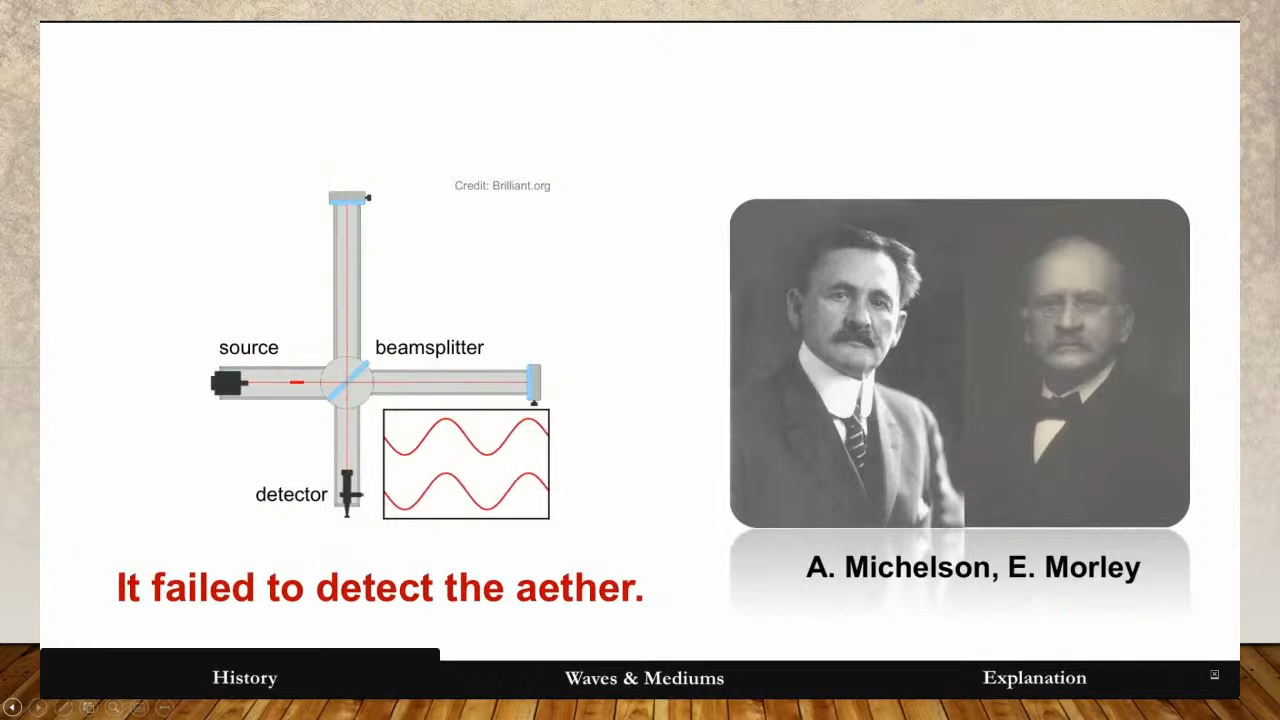 Credit: Brilliant.org
source
beamsplitter
detector
It failed to detect the aether.
A. Michelson, E. Morley
History
Waves & Mediums
Explanation